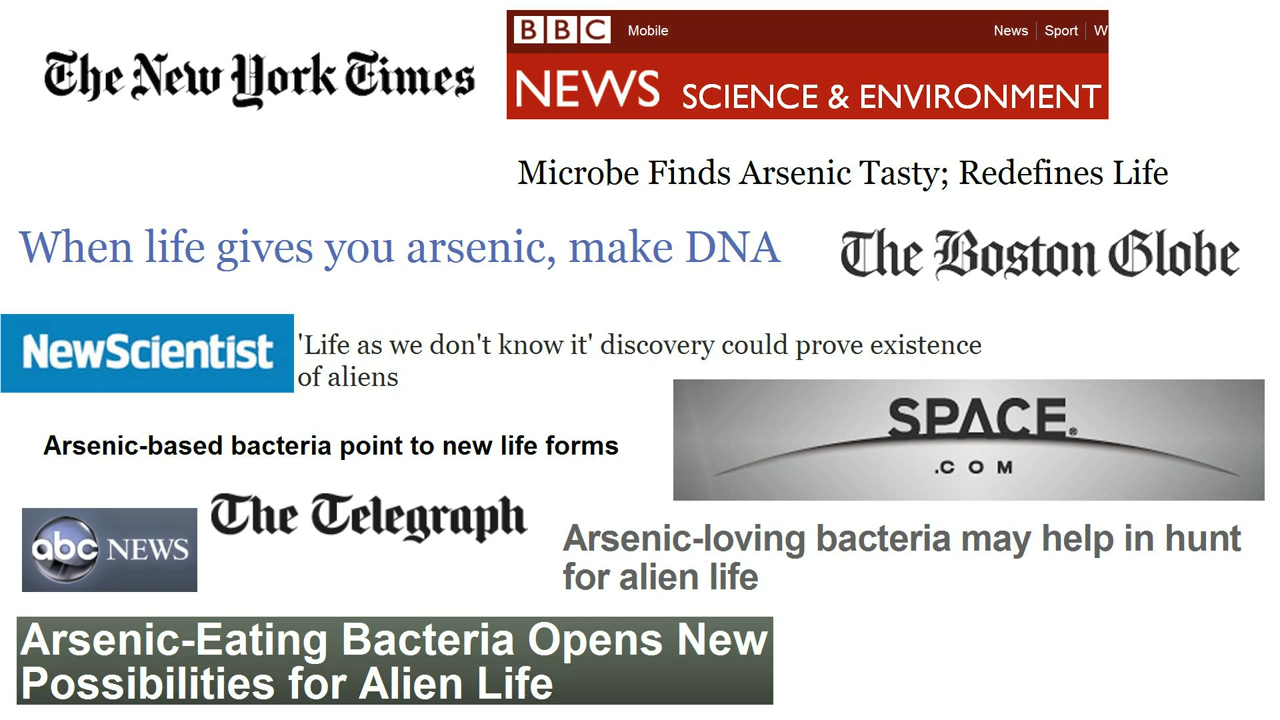 The New York Times
BBC Mobile News Sport W
NEWS SCIENCE & ENVIRONMENT
Microbe Finds Arsenic Tasty; Redefines Life
When life gives you arsenic, make DNA
The Boston Globe
NewScientist
'Life as we don't know it' discovery could prove existence
of aliens
SPACE®
.COM
Arsenic-based bacteria point to new life forms
The Telegraph
abc NEWS
Arsenic-loving bacteria may help in hunt
for alien life
Arsenic-Eating Bacteria Opens New
Possibilities for Alien Life